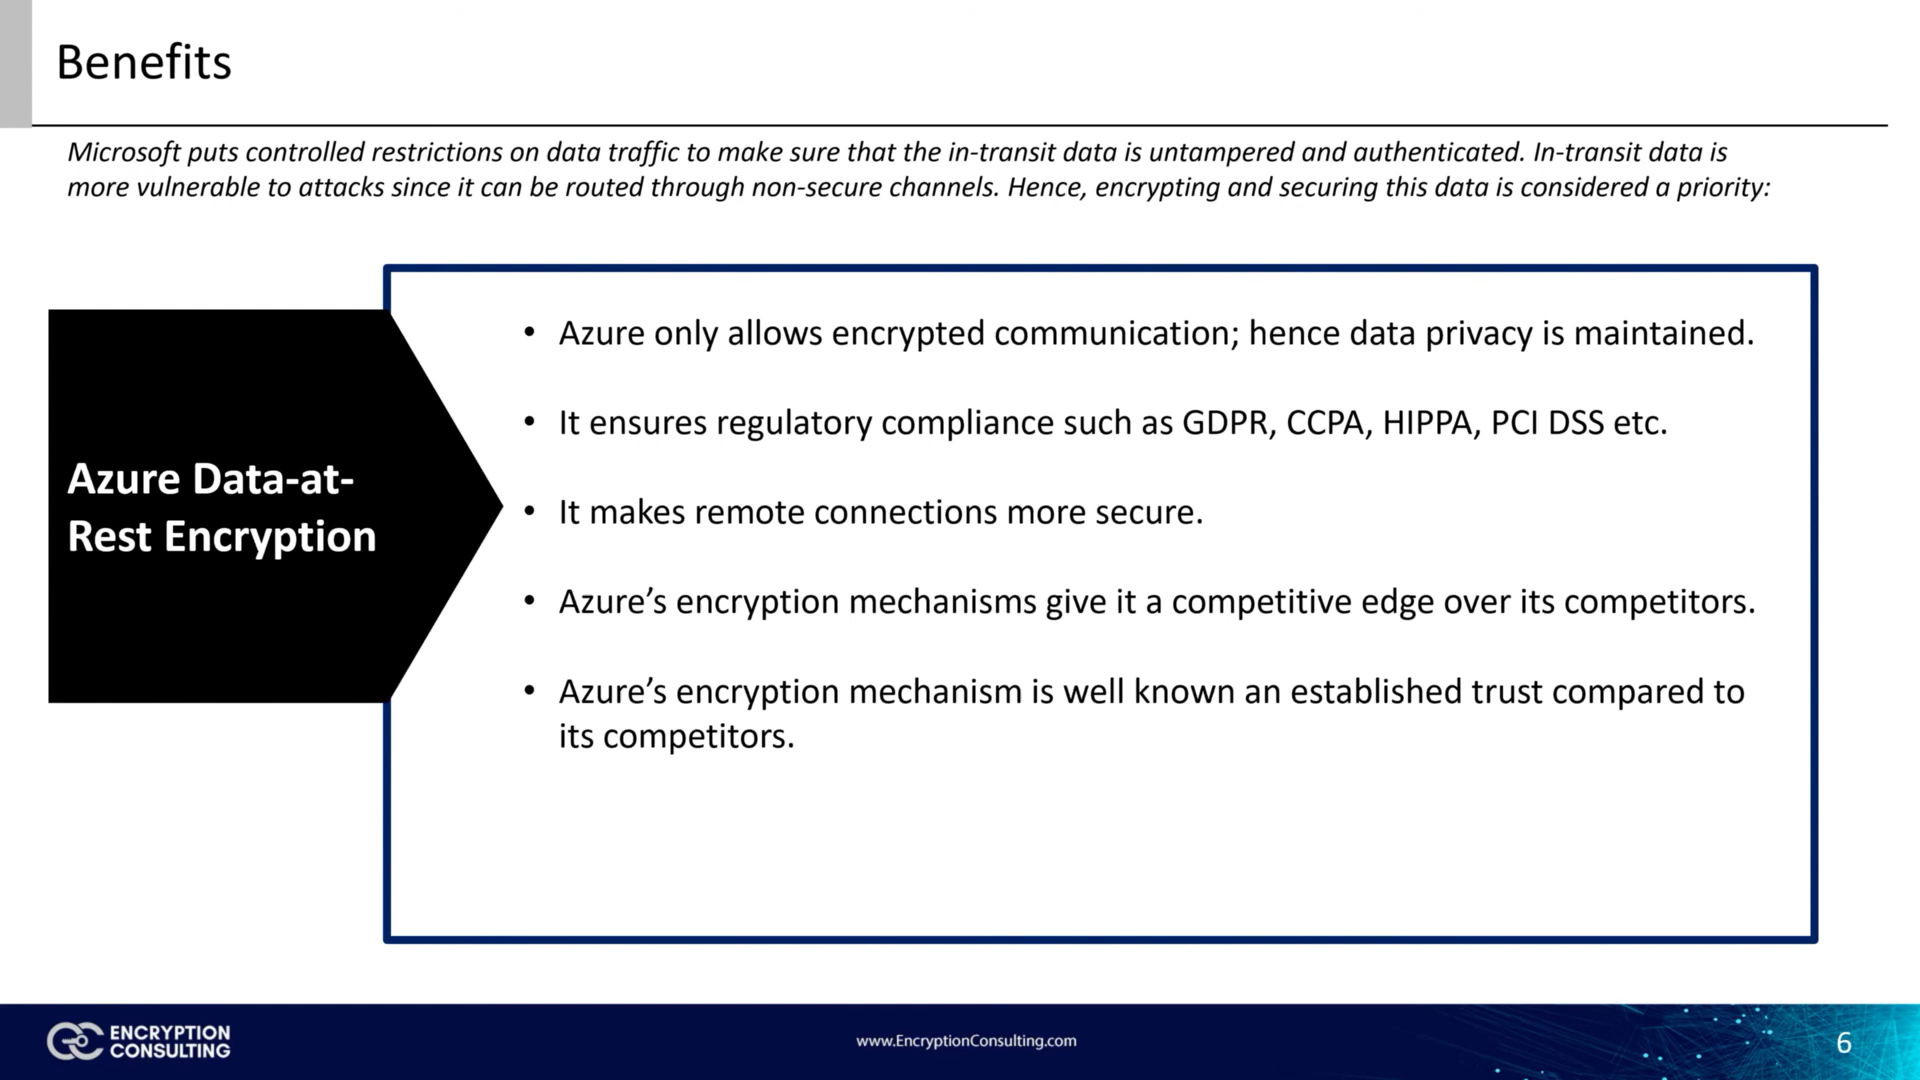 Benefits
Microsoft puts controlled restrictions on data traffic to make sure that the in-transit data is untampered and authenticated. In-transit data is
more vulnerable to attacks since it can be routed through non-secure channels. Hence, encrypting and securing this data is considered a priority:
Azure Data-at-
Rest Encryption
• Azure only allows encrypted communication; hence data privacy is maintained.
• It ensures regulatory compliance such as GDPR, CCPA, HIPPA, PCI DSS etc.
• It makes remote connections more secure.
• Azure’s encryption mechanisms give it a competitive edge over its competitors.
• Azure’s encryption mechanism is well known an established trust compared to
its competitors.
ENCRYPTION
CONSULTING
www.EncryptionConsulting.com
6